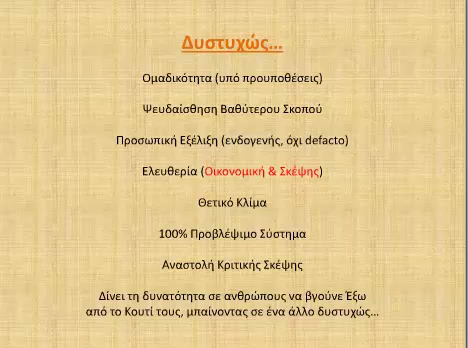 Δυστυχώς...
Ομαδικότητα (υπό προυποθέσεις)
Ψευδαίσθηση Βαθύτερου Σκοπού
Προσωπική Εξέλιξη (ενδογενής, όχι defacto)
Ελευθερία (Οικονομική & Σκέψης)
Θετικό Κλίμα
100% Προβλέψιμο Σύστημα
Αναστολή Κριτικής Σκέψης
Δίνει τη δυνατότητα σε ανθρώπους να βγούνε Έξω
από το Κουτί τους, μπαίνοντας σε ένα άλλο δυστυχώς...